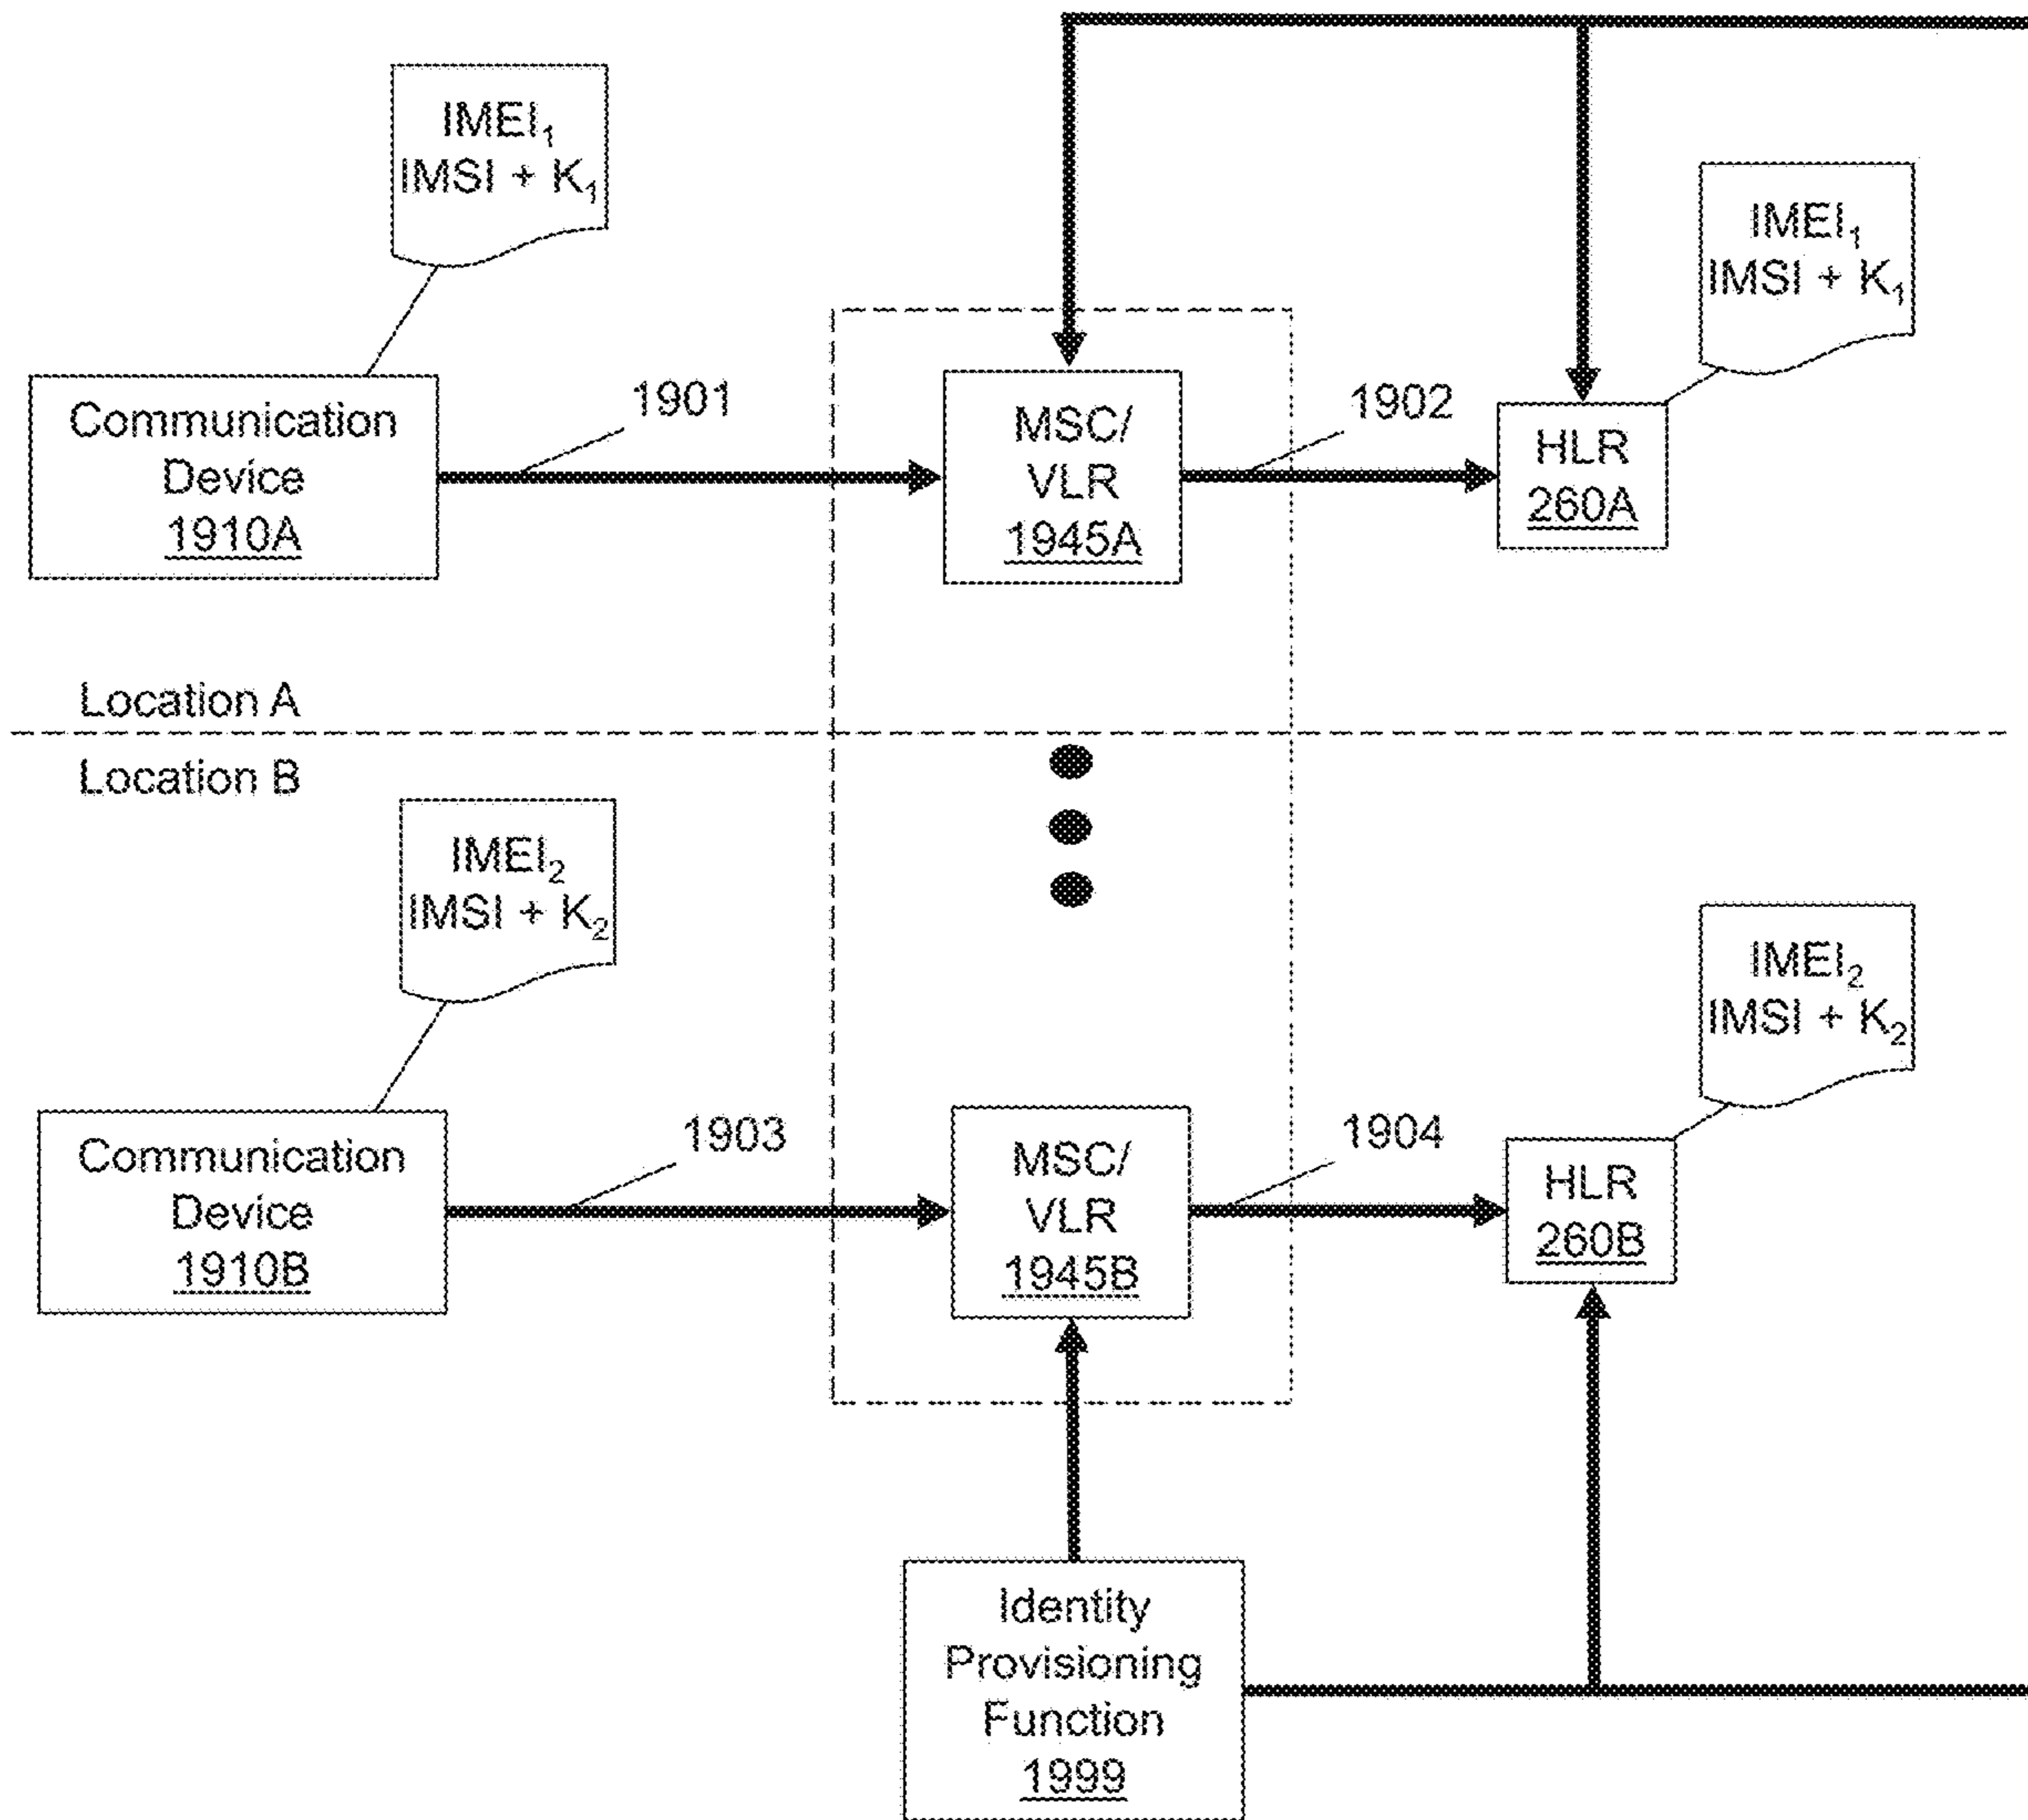 IMEI₁
IMSI + K₁
IMEI₁
IMSI + K₁
Communication
Device
1910A
1901
MSC/
VLR
1945A
1902
HLR
260A
Location A
Location B
IMEI₂
IMSI + K₂
IMEI₂
IMSI + K₂
Communication
Device
1910B
1903
MSC/
VLR
1945B
1904
HLR
260B
Identity
Provisioning
Function
1999